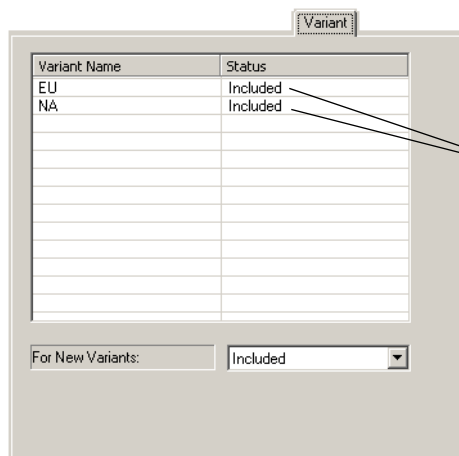 Variant
Variant Name Status
EU Included
NA Included
For New Variants: Included